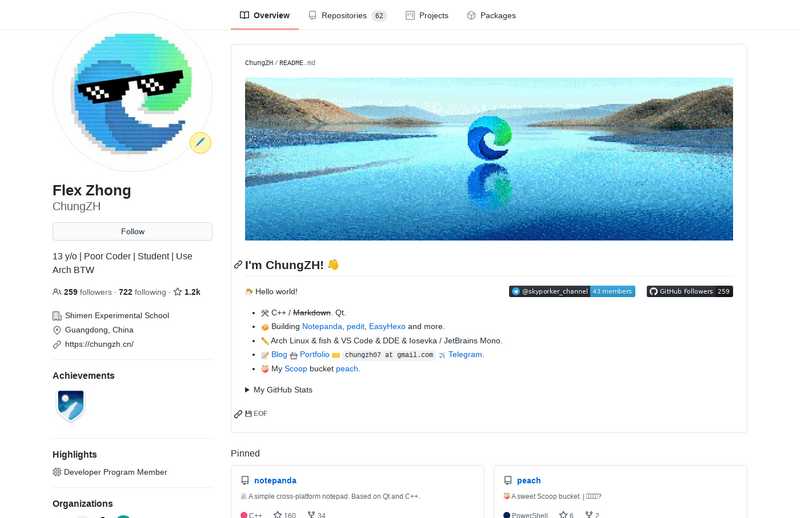 Overview Repositories 62 Projects Packages
ChungZH / README.md
Flex Zhong
ChungZH
Follow
13 y/o | Poor Coder | Student | Use
Arch BTW
259 followers · 722 following · 1.2k
Shimen Experimental School
Guangdong, China
https://chungzh.cn/
Achievements
Highlights
Developer Program Member
Organizations
I'm ChungZH! 👋
Hello world!
@skyporker_channel 43 members
GitHub Followers 259
C++ / Markdown. Qt.
Building Notepanda, pedit, EasyHexo and more.
Arch Linux & fish & VS Code & DDE & Iosevka / JetBrains Mono.
Blog Portfolio chungzh07 at gmail.com Telegram.
My Scoop bucket peach.
My GitHub Stats
EOF
Pinned
notepanda
A simple cross-platform notepad. Based on Qt and C++.
C++ 160 34
peach
A sweet Scoop bucket. |
PowerShell 6 2